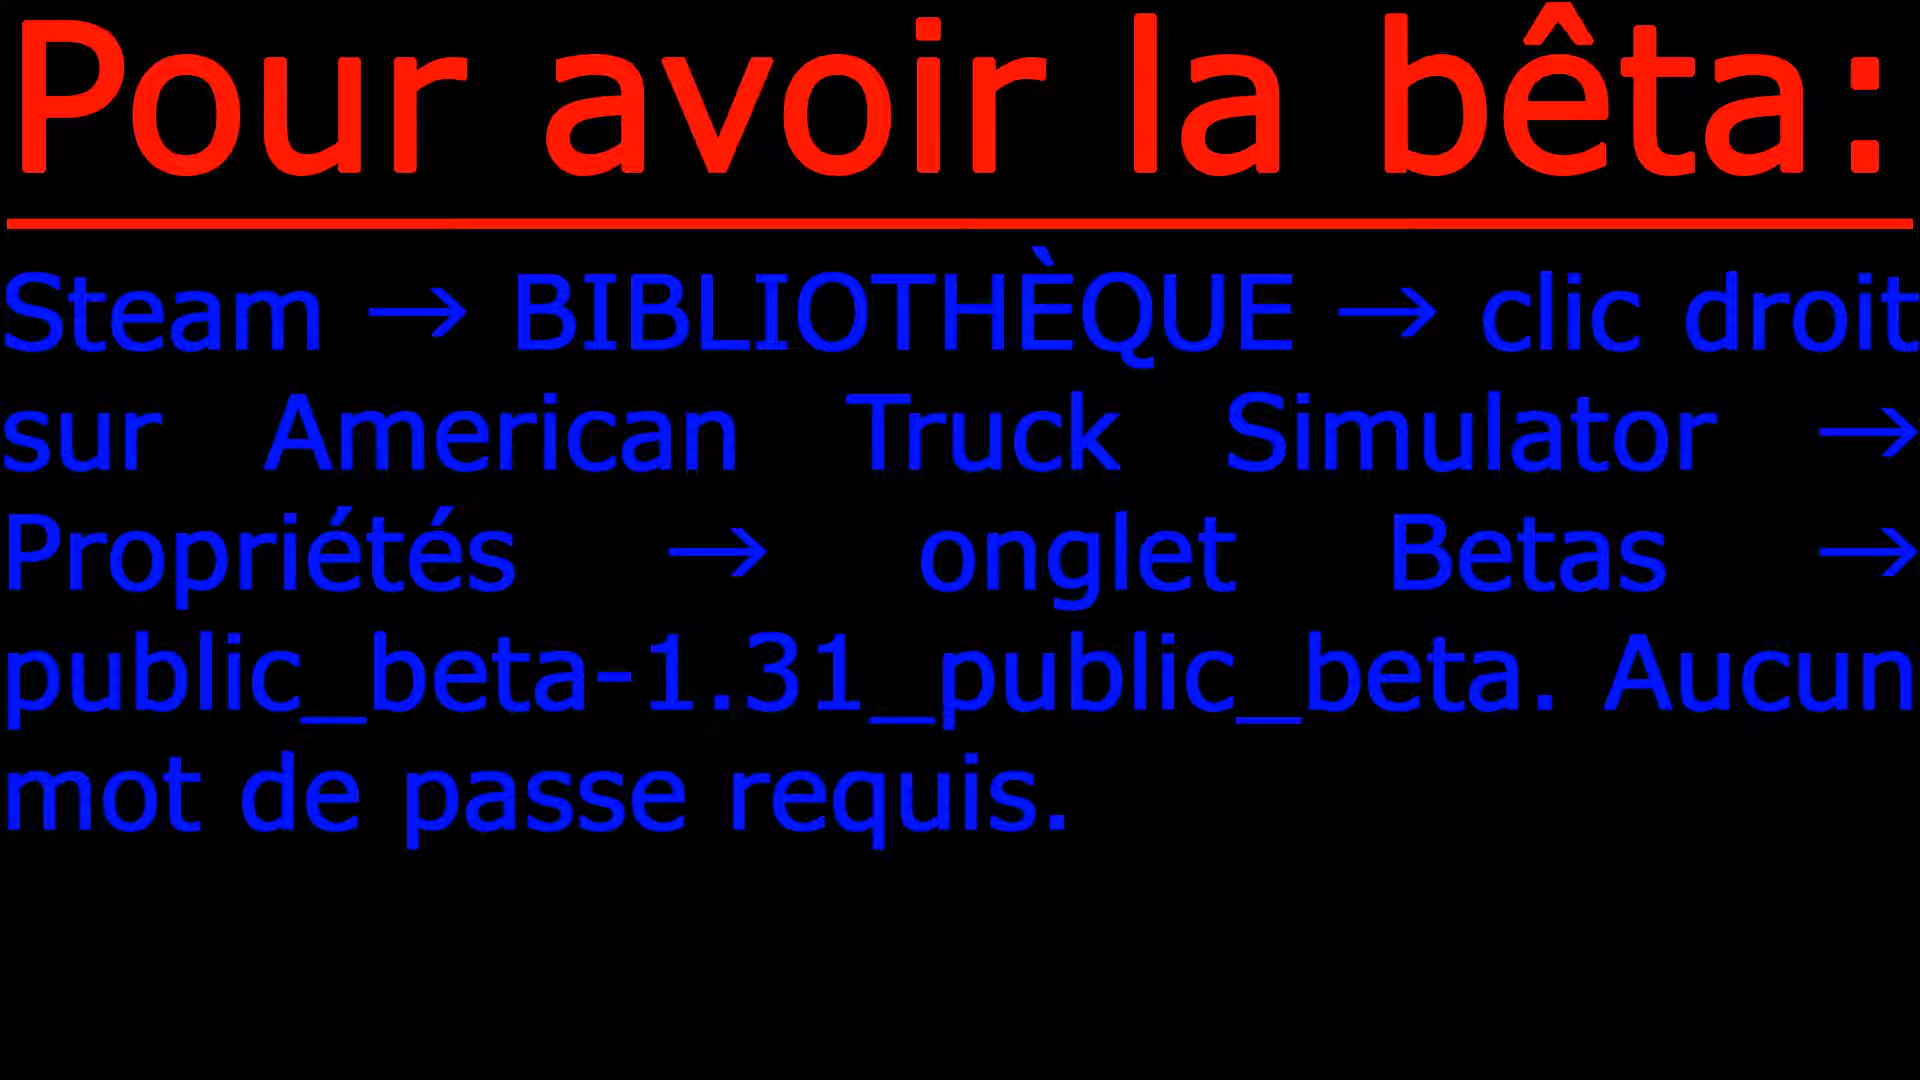 Pour avoir la bêta:
Steam → BIBLIOTHÈQUE → clic droit
sur American Truck Simulator →
Propriétés → onglet Betas →
public_beta-1.31_public_beta. Aucun
mot de passe requis.